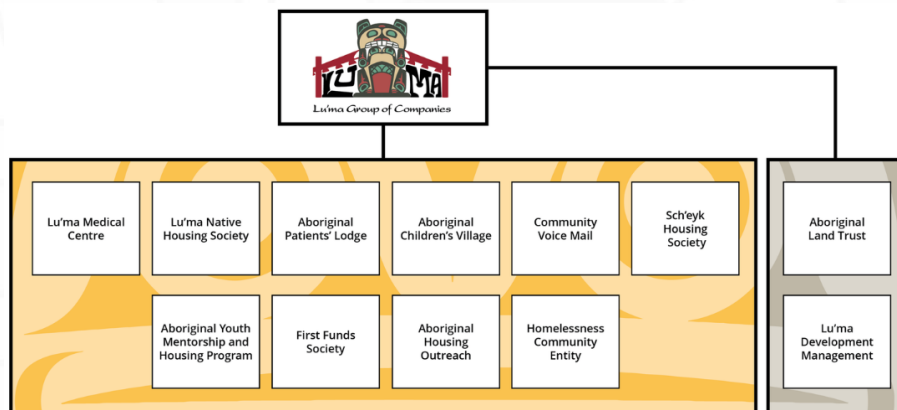 LU MA
Lu'ma Group of Companies
Lu'ma Medical
Centre
Lu'ma Native
Housing Society
Aboriginal
Patients' Lodge
Aboriginal
Children's Village
Community
Voice Mail
Sch'eyk
Housing
Society
Aboriginal
Land Trust
Aboriginal Youth
Mentorship and
Housing Program
First Funds
Society
Aboriginal
Housing
Outreach
Homelessness
Community
Entity
Lu'ma
Development
Management